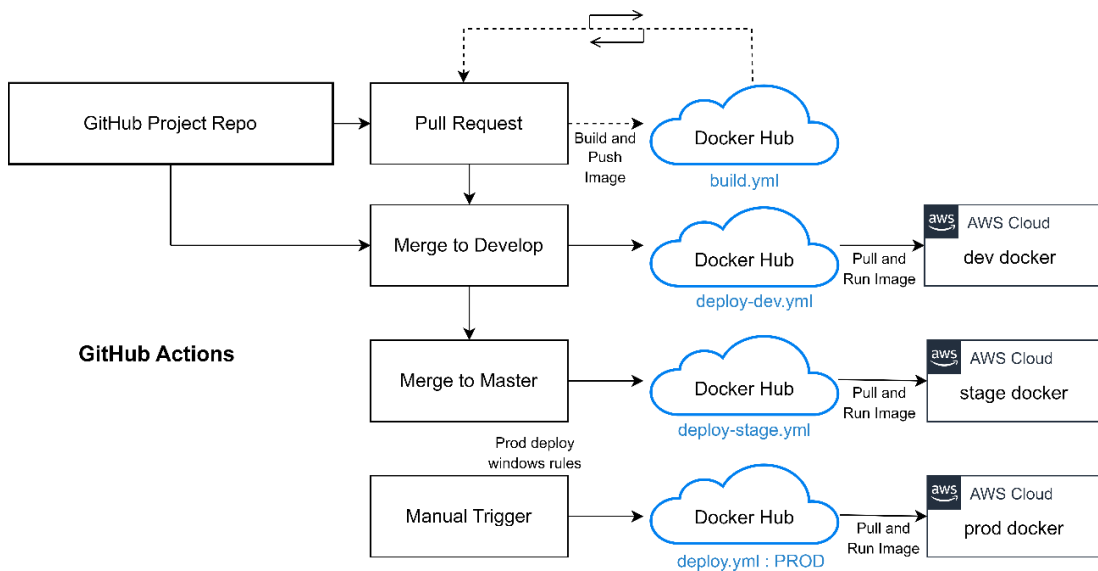 GitHub Project Repo
Pull Request
Build and
Push
Image
Docker Hub
build.yml
Merge to Develop
Docker Hub
deploy-dev.yml
Pull and
Run Image
aws
AWS Cloud
dev docker
GitHub Actions
Merge to Master
Docker Hub
deploy-stage.yml
Pull and
Run Image
aws
AWS Cloud
stage docker
Prod deploy
windows rules
Manual Trigger
Docker Hub
deploy.yml : PROD
Pull and
Run Image
aws
AWS Cloud
prod docker